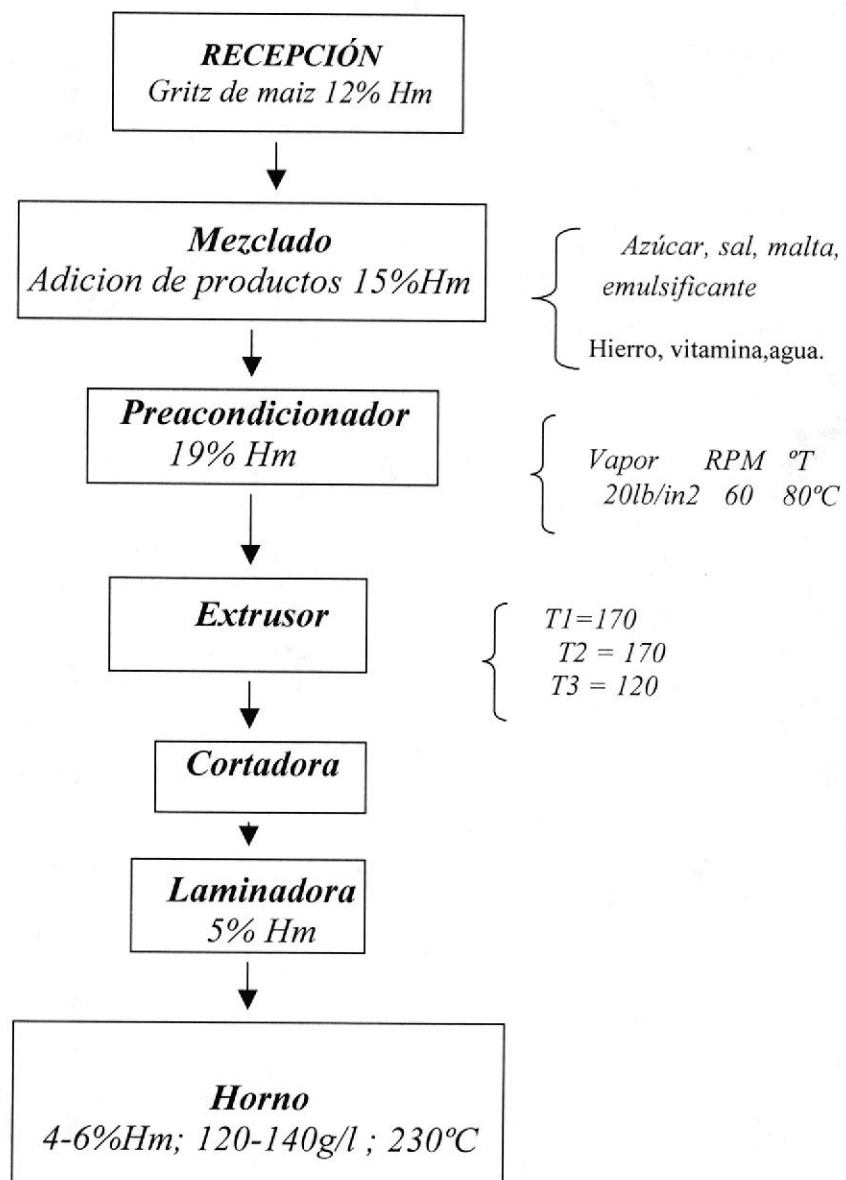 RECEPCIÓN
Gritz de maiz 12% Hm
Mezclado
Adicion de productos 15%Hm
Azúcar, sal, malta,
emulsificante
Hierro, vitamina,agua.
Preacondicionador
19% Hm
Vapor RPM ºT
20lb/in2 60 80ºC
Extrusor
T1=170
T2 = 170
T3 = 120
Cortadora
Laminadora
5% Hm
Horno
4-6%Hm; 120-140g/l ; 230ºC